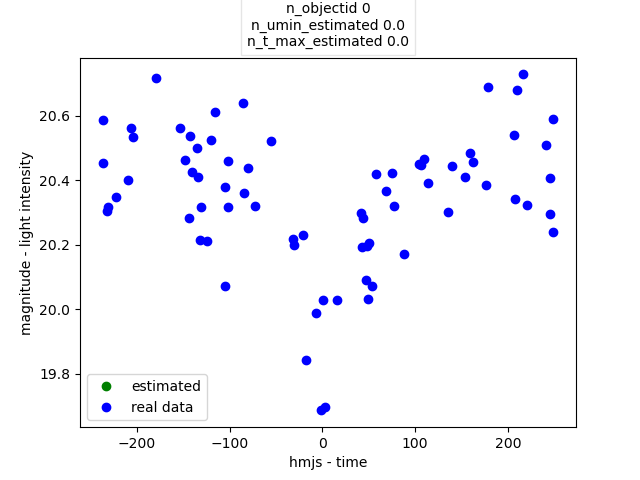 n_objectid 0
n_umin_estimated 0.0
n_t_max_estimated 0.0
magnitude - light intensity
20.6
20.4
20.2
20.0
19.8
estimated
real data
−200
−100
0
100
200
hmjs - time